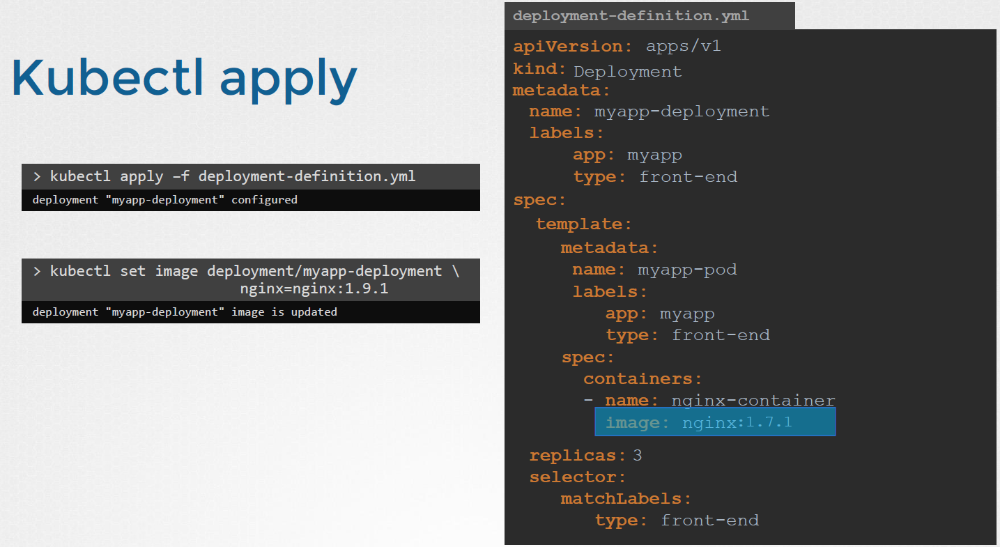 Kubectl apply
> kubectl apply –f deployment-definition.yml
deployment "myapp-deployment" configured
> kubectl set image deployment/myapp-deployment \
nginx=nginx:1.9.1
deployment "myapp-deployment" image is updated
deployment-definition.yml
apiVersion: apps/v1
kind: Deployment
metadata:
name: myapp-deployment
labels:
app: myapp
type: front-end
spec:
template:
metadata:
name: myapp-pod
labels:
app: myapp
type: front-end
spec:
containers:
- name: nginx-container
image: nginx:1.7.1
replicas: 3
selector:
matchLabels:
type: front-end